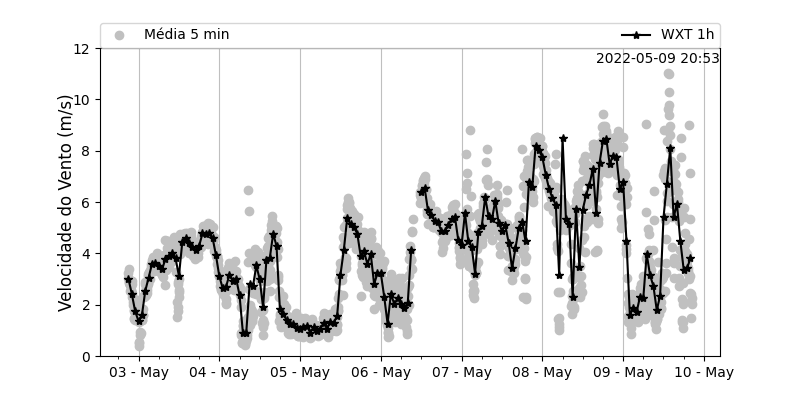 Média 5 min WXT 1h
2022-05-09 20:53
Velocidade do Vento (m/s)
12
10
8
6
4
2
0
03 - May 04 - May 05 - May 06 - May 07 - May 08 - May 09 - May 10 - May